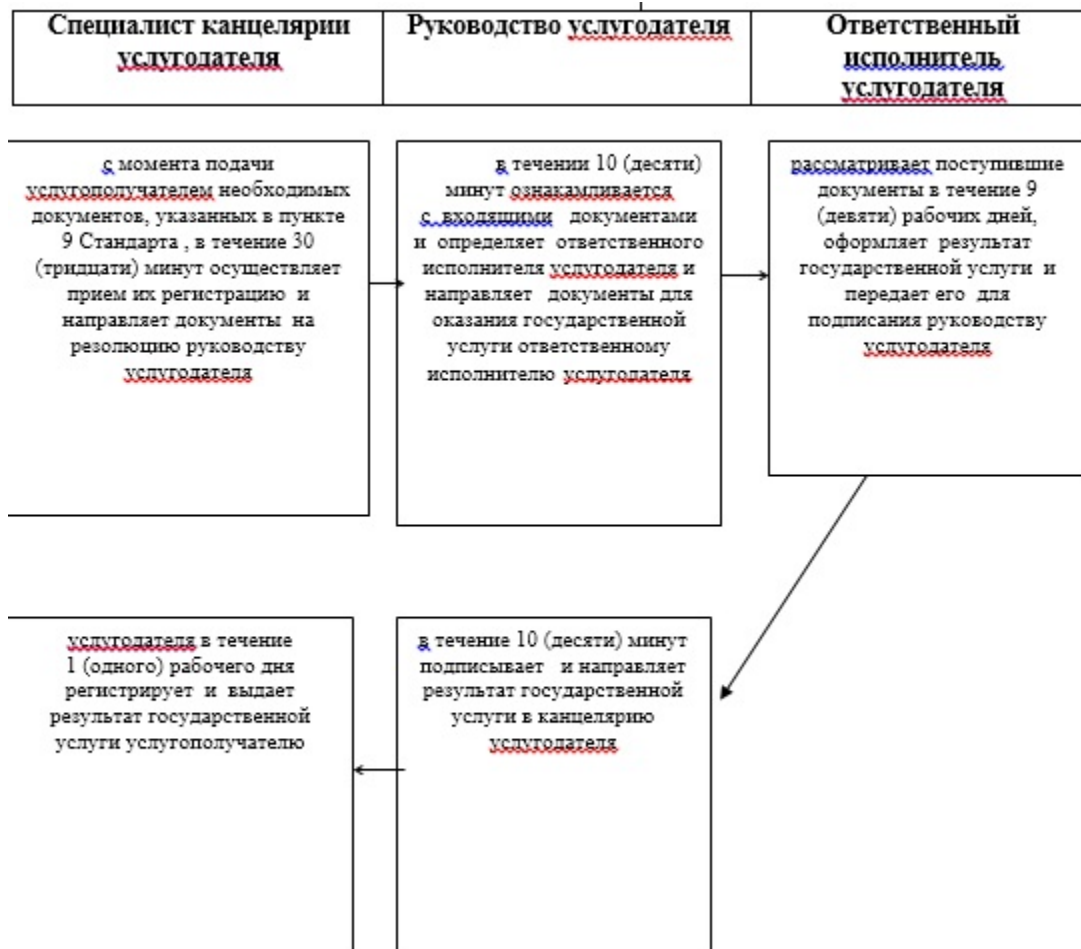 Специалист канцелярии
услугодателя
Руководство услугодателя
Ответственный
исполнитель
услугодателя
с момента подачи
услугополучателем необходимых
документов, указанных в пункте
9 Стандарта , в течение 30
(тридцати) минут осуществляет
прием их регистрацию и
направляет документы на
резолюцию руководству
услугодателя
в течении 10 (десяти)
минут ознакамливается
с входящими документами
и определяет ответственного
исполнителя услугодателя и
направляет документы для
оказания государственной
услуги ответственному
исполнителю услугодателя
рассматривает поступившие
документы в течение 9
(девяти) рабочих дней,
оформляет результат
государственной услуги и
передает его для
подписания руководству
услугодателя
услугодателя в течение
1 (одного) рабочего дня
регистрирует и выдает
результат государственной
услуги услугополучателю
в течение 10 (десяти) минут
подписывает и направляет
результат государственной
услуги в канцелярию
услугодателя